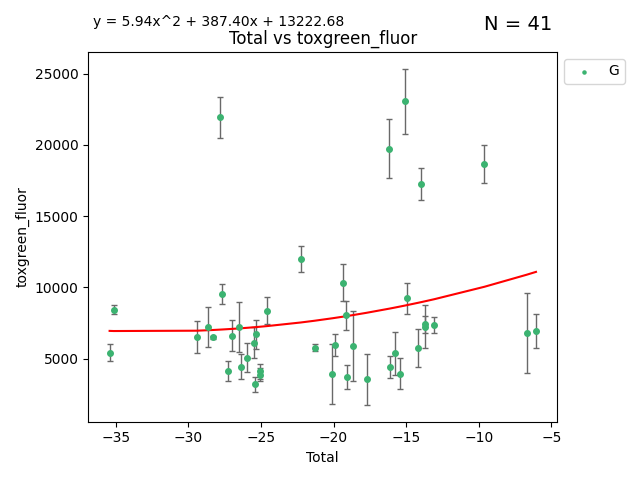 y = 5.94x^2 + 387.40x + 13222.68
N = 41
Total vs toxgreen_fluor
G
25000
20000
15000
10000
5000
toxgreen_fluor
−35
−30
−25
−20
−15
−10
−5
Total